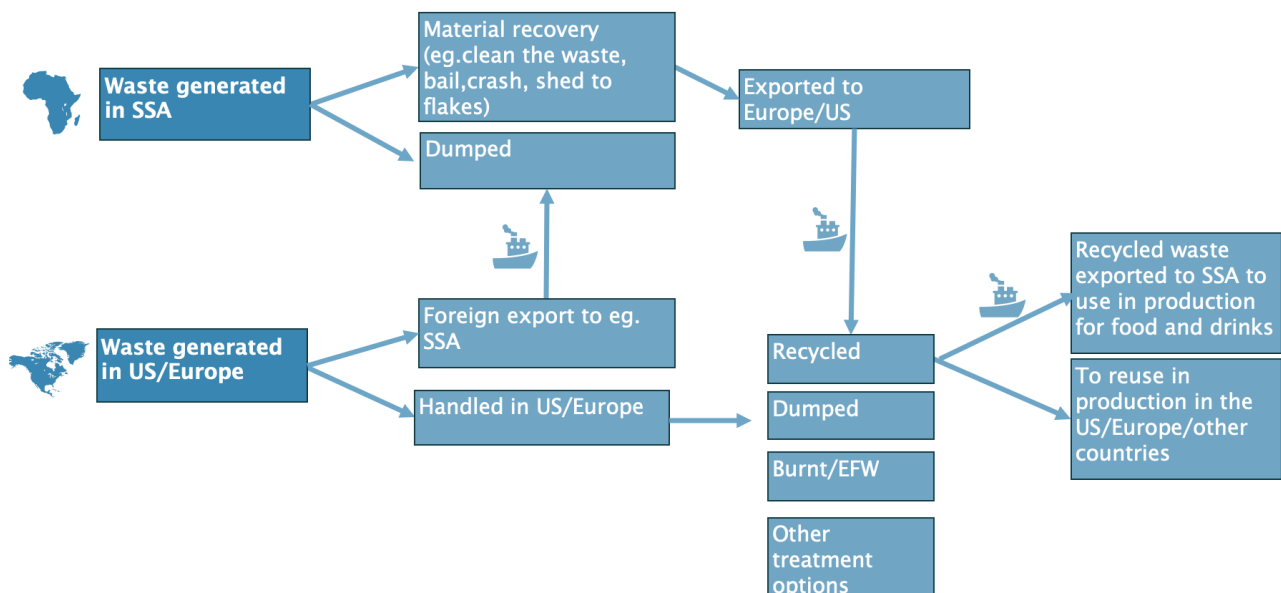 Waste generated
in SSA
Material recovery
(eg.clean the waste,
bail,crash, shed to
flakes)
Exported to
Europe/US
Dumped
Waste generated
in US/Europe
Foreign export to eg.
SSA
Handled in US/Europe
Recycled
Dumped
Burnt/EFW
Other
treatment
options
Recycled waste
exported to SSA to
use in production
for food and drinks
To reuse in
production in the
US/Europe/other
countries